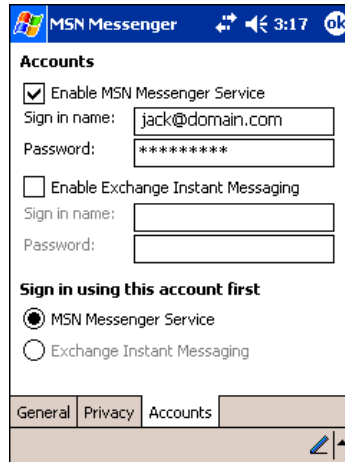 MSN Messenger 3:17 ok
Accounts
Enable MSN Messenger Service
Sign in name: jack@domain.com
Password: *********
Enable Exchange Instant Messaging
Sign in name:
Password:
Sign in using this account first
MSN Messenger Service
Exchange Instant Messaging
General Privacy Accounts